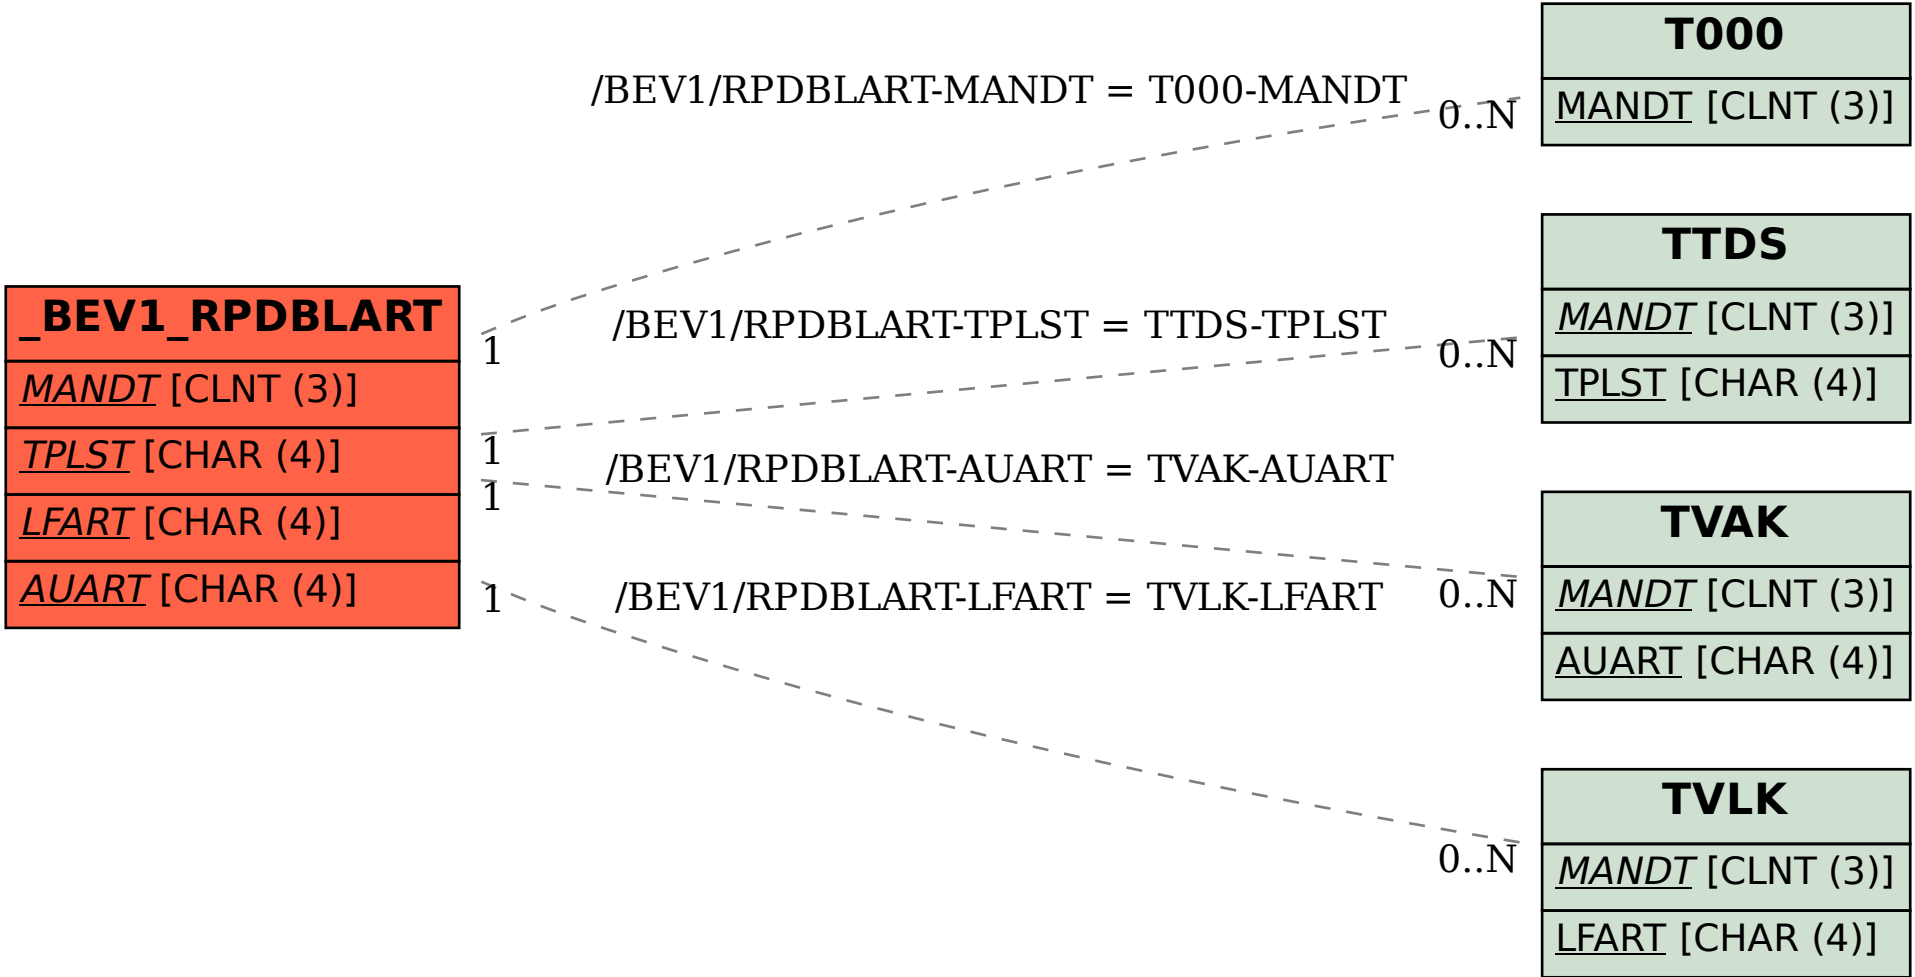 _BEV1_RPDBLART
MANDT [CLNT (3)]
TPLST [CHAR (4)]
LFART [CHAR (4)]
AUART [CHAR (4)]
/BEV1/RPDBLART-MANDT = T000-MANDT
1
0..N
/BEV1/RPDBLART-TPLST = TTDS-TPLST
1
0..N
/BEV1/RPDBLART-AUART = TVAK-AUART
1
0..N
/BEV1/RPDBLART-LFART = TVLK-LFART
1
0..N
T000
MANDT [CLNT (3)]
TTDS
MANDT [CLNT (3)]
TPLST [CHAR (4)]
TVAK
MANDT [CLNT (3)]
AUART [CHAR (4)]
TVLK
MANDT [CLNT (3)]
LFART [CHAR (4)]